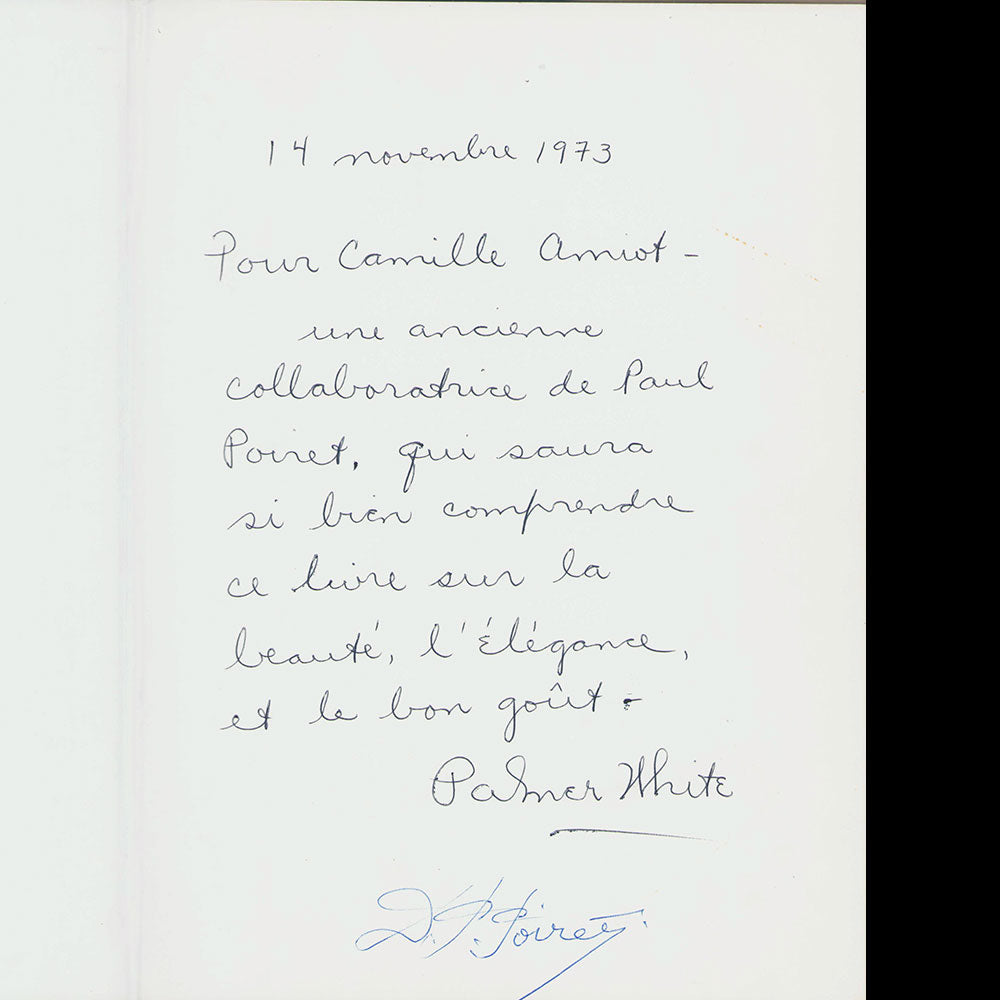 14 novembre 1973
Pour Camille Amiot -
une ancienne
collaboratrice de Paul
Poiret, qui saura
si bien comprendre
ce livre sur la
beauté, l'élégance,
et le bon goût.
Palmer White
D. P. Poiret.